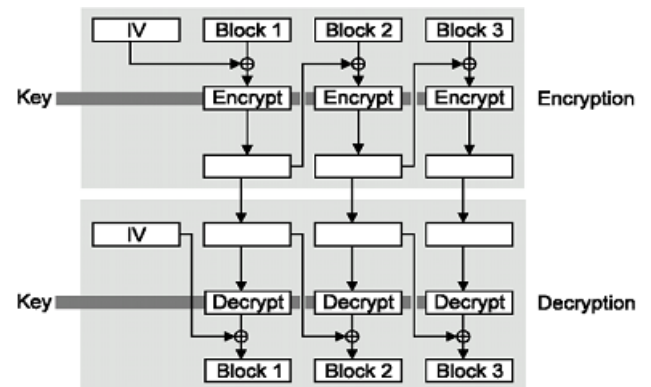 IV Block 1 Block 2 Block 3
Key Encrypt Encrypt Encrypt Encryption
IV
Key Decrypt Decrypt Decrypt Decryption
Block 1 Block 2 Block 3